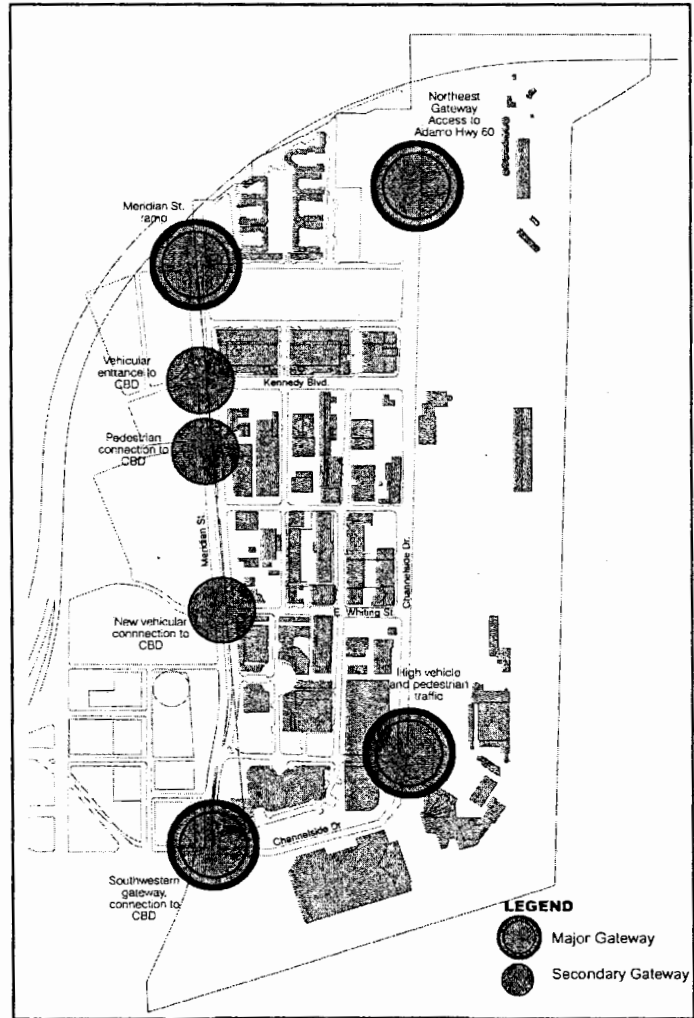 Northeast
Gateway
Access to
Adamo Hwy 60
Meridian St.
ramp
Vehicular
entrance to
CBD
Kennedy Blvd.
Pedestrian
connection to
CBD
Meridian St.
Channelside Dr.
New vehicular
connnection to
CBD
E. Whiting St.
High vehicle
and pedestrian
traffic
Channelside Dr
Southwestern
gateway,
connection to
CBD
LEGEND
Major Gateway
Secondary Gateway